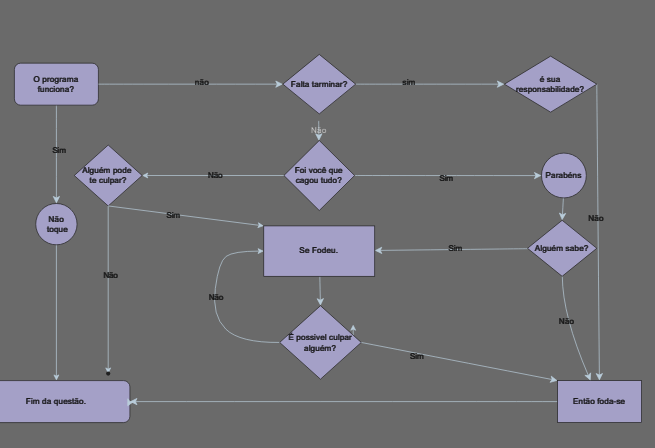 O programa
funciona?
não
Falta tarminar?
sim
é sua
responsabilidade?
Não
Sim
Alguém pode
te culpar?
Não
Foi você que
cagou tudo?
Sim
Parabéns
Não
toque
Sim
Não
Se Fodeu.
Sim
Alguém sabe?
Não
Não
Não
É possivel culpar
alguém?
Sim
Fim da questão.
Então foda-se